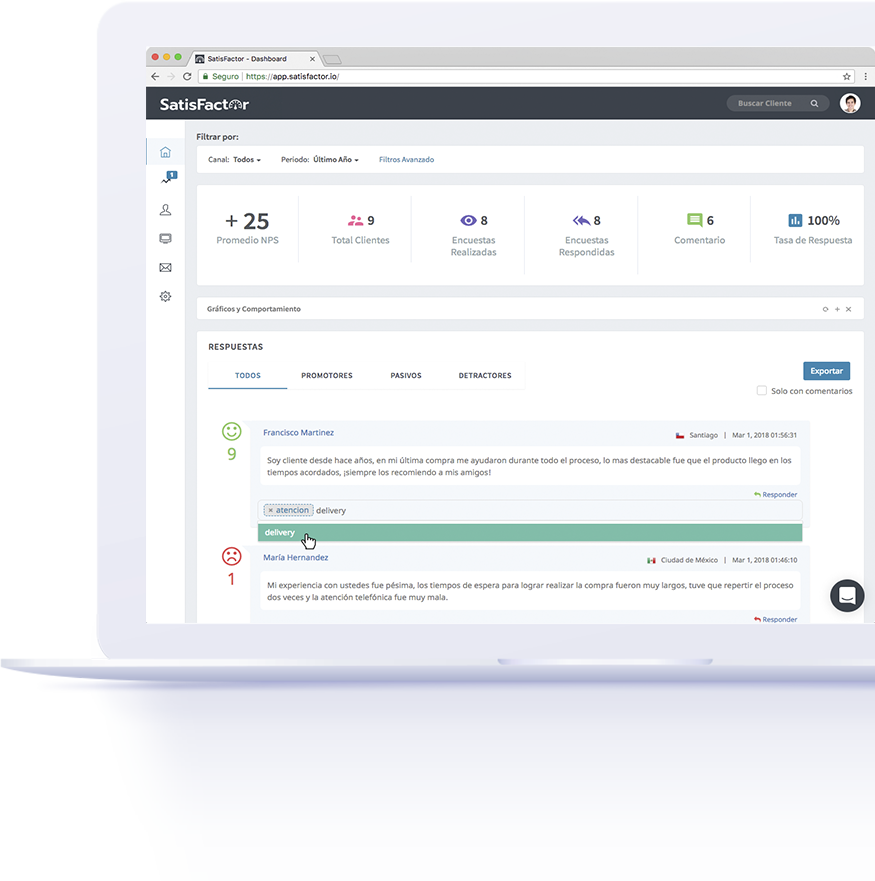 SatisFactor - Dashboard
Seguro | https://app.satisfactor.io/
SatisFactor
Buscar Cliente
Filtrar por:
Canal: Todos
Periodo: Último Año
Filtros Avanzado
1
+ 25
Promedio NPS
9
Total Clientes
8
Encuestas
Realizadas
8
Encuestas
Respondidas
6
Comentario
100%
Tasa de Respuesta
Gráficos y Comportamiento
RESPUESTAS
TODOS
PROMOTORES
PASIVOS
DETRACTORES
Exportar
Solo con comentarios
9
Francisco Martinez
Santiago | Mar 1, 2018 01:56:31
Soy cliente desde hace años, en mi última compra me ayudaron durante todo el proceso, lo mas destacable fue que el producto llego en los
tiempos acordados, ¡siempre los recomiendo a mis amigos!
Responder
× atencion delivery
delivery
1
María Hernandez
Ciudad de México | Mar 1, 2018 01:46:10
Mi experiencia con ustedes fue pésima, los tiempos de espera para lograr realizar la compra fueron muy largos, tuve que repertir el proceso
dos veces y la atención telefónica fue muy mala.
Responder